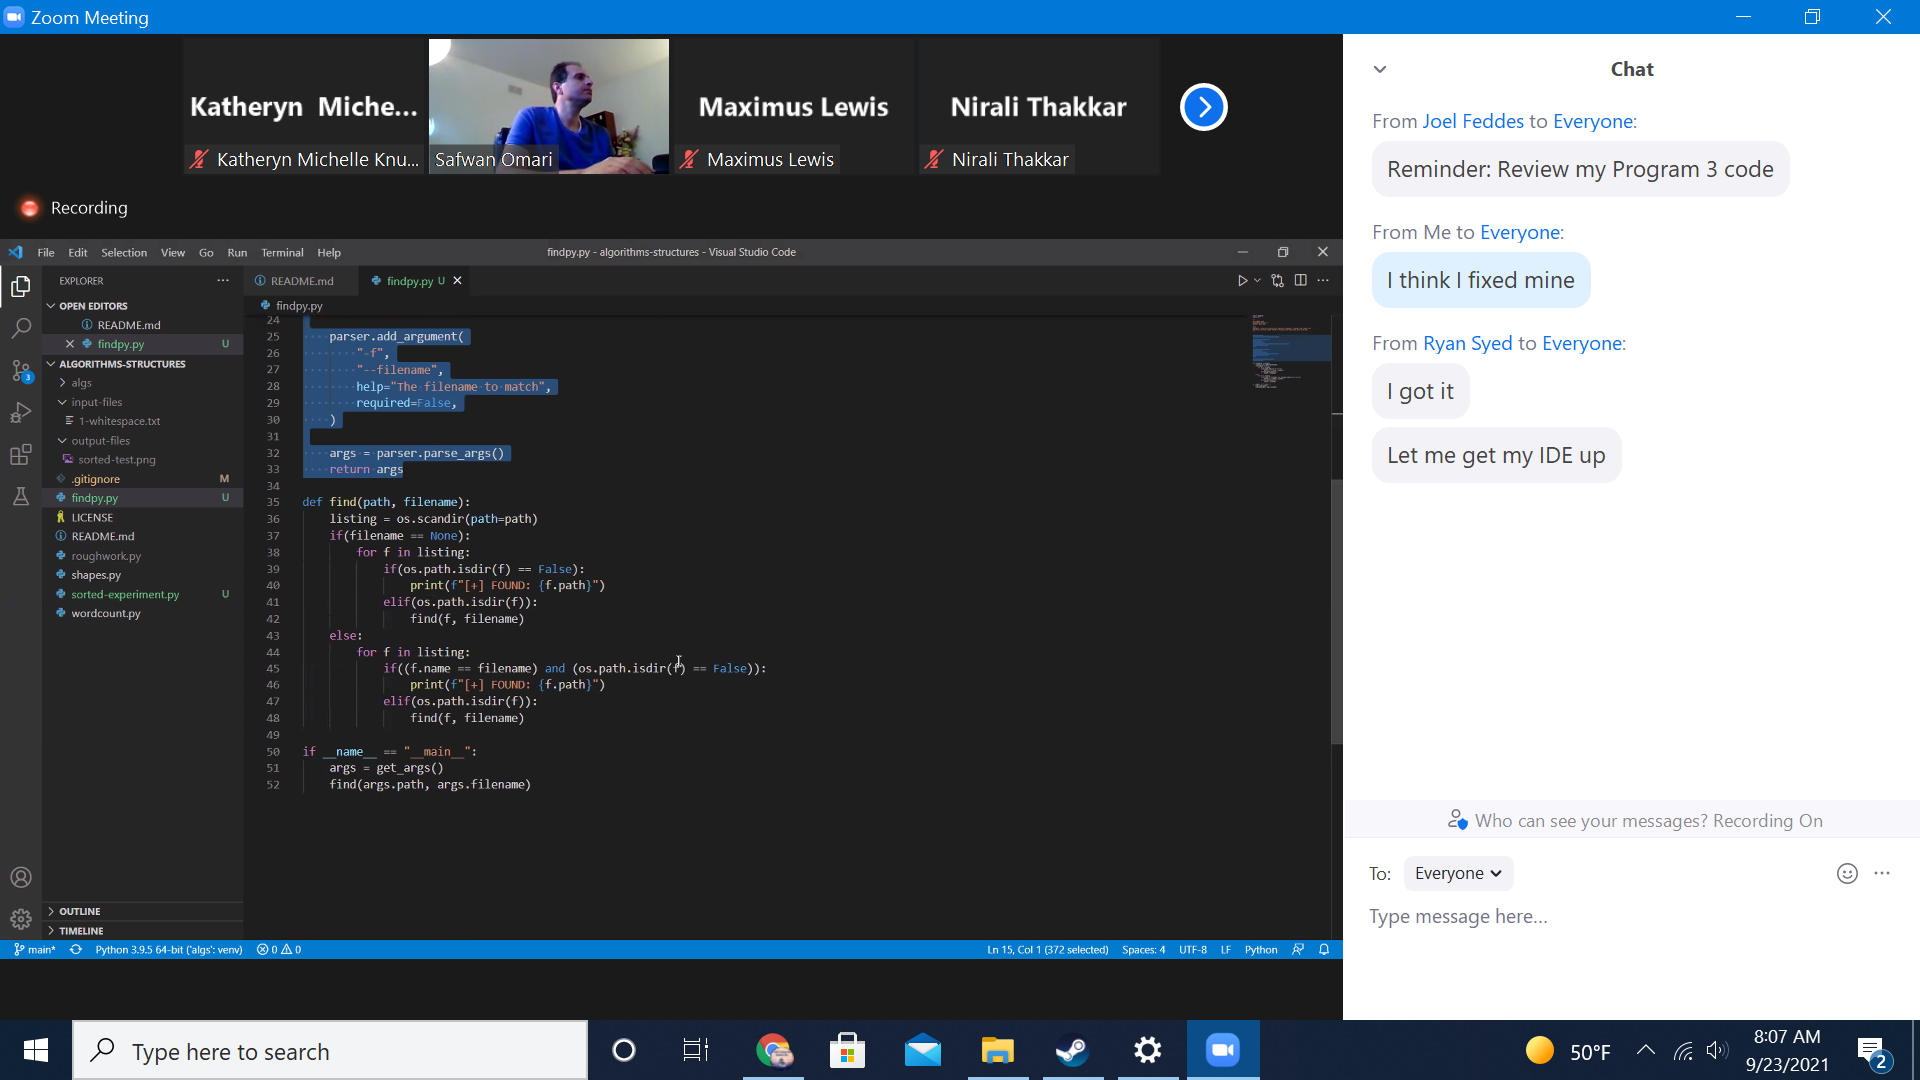 Zoom Meeting
Katheryn Miche...
Katheryn Michelle Knu...
Safwan Omari
Maximus Lewis
Maximus Lewis
Nirali Thakkar
Nirali Thakkar
Recording
File Edit Selection View Go Run Terminal Help
findpy.py - algorithms-structures - Visual Studio Code
EXPLORER
OPEN EDITORS
README.md
findpy.py U
ALGORITHMS-STRUCTURES
algs
input-files
1-whitespace.txt
output-files
sorted-test.png
.gitignore M
findpy.py U
LICENSE
README.md
roughwork.py
shapes.py
sorted-experiment.py U
wordcount.py
OUTLINE
TIMELINE
3
README.md
findpy.py U
findpy.py
24
25 parser.add_argument(
26 "-f",
27 "--filename",
28 help="The filename to match",
29 required=False,
30 )
31
32 args = parser.parse_args()
33 return args
34
35 def find(path, filename):
36 listing = os.scandir(path=path)
37 if(filename == None):
38 for f in listing:
39 if(os.path.isdir(f) == False):
40 print(f"[+] FOUND: {f.path}")
41 elif(os.path.isdir(f)):
42 find(f, filename)
43 else:
44 for f in listing:
45 if((f.name == filename) and (os.path.isdir(f) == False)):
46 print(f"[+] FOUND: {f.path}")
47 elif(os.path.isdir(f)):
48 find(f, filename)
49
50 if __name__ == "__main__":
51 args = get_args()
52 find(args.path, args.filename)
main* Python 3.9.5 64-bit ('algs': venv) 0 0
Ln 15, Col 1 (372 selected) Spaces: 4 UTF-8 LF Python
Chat
From Joel Feddes to Everyone:
Reminder: Review my Program 3 code
From Me to Everyone:
I think I fixed mine
From Ryan Syed to Everyone:
I got it
Let me get my IDE up
Who can see your messages? Recording On
To: Everyone
Type message here...
Type here to search
50°F
8:07 AM
9/23/2021
2